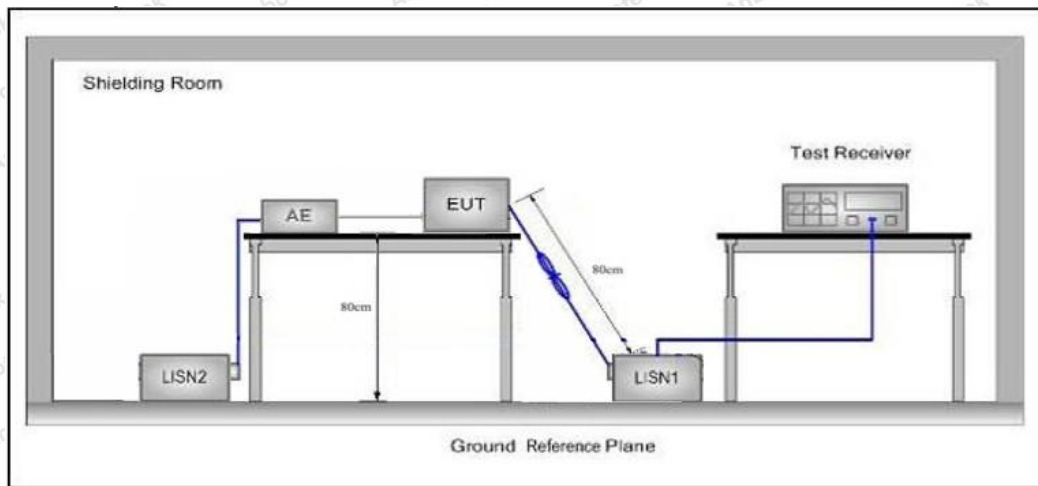 Shielding Room
Test Receiver
AE
EUT
80cm
80cm
LISN2
LISN1
Ground Reference Plane